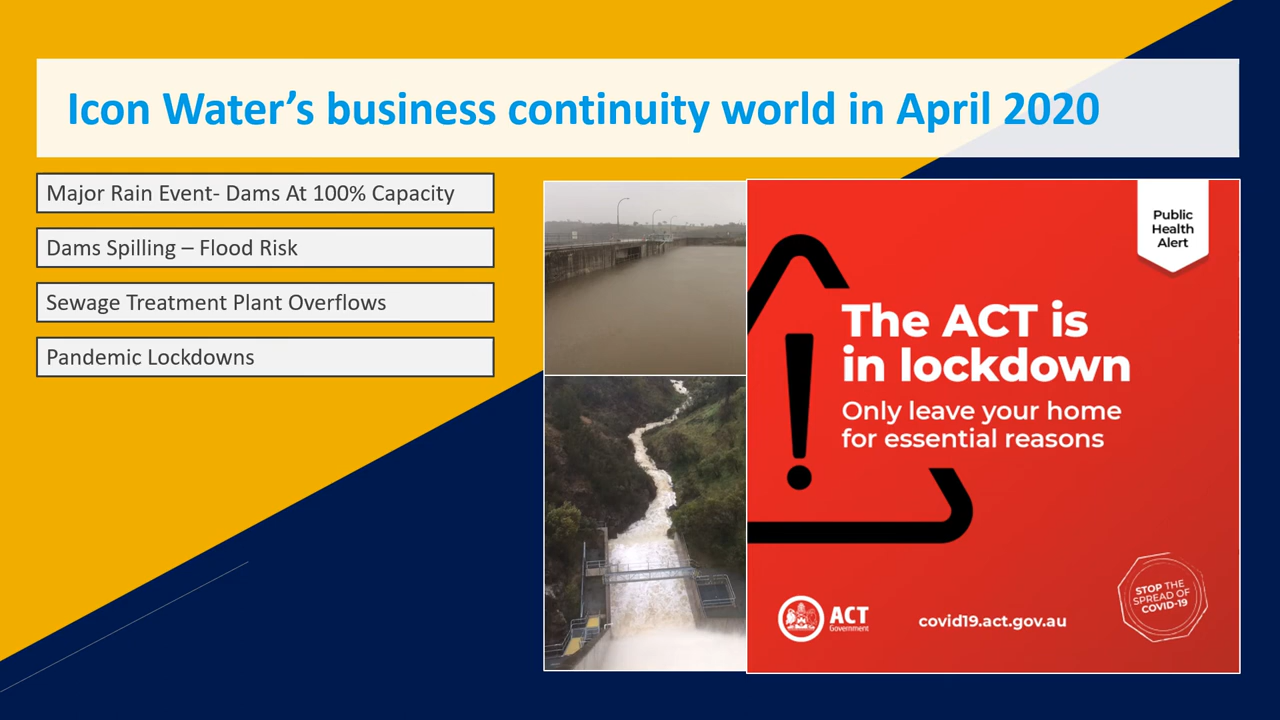 Icon Water’s business continuity world in April 2020
Major Rain Event- Dams At 100% Capacity
Dams Spilling – Flood Risk
Sewage Treatment Plant Overflows
Pandemic Lockdowns
Public
Health
Alert
The ACT is
in lockdown
Only leave your home
for essential reasons
ACT
Government
covid19.act.gov.au
STOP THE
SPREAD OF
COVID-19